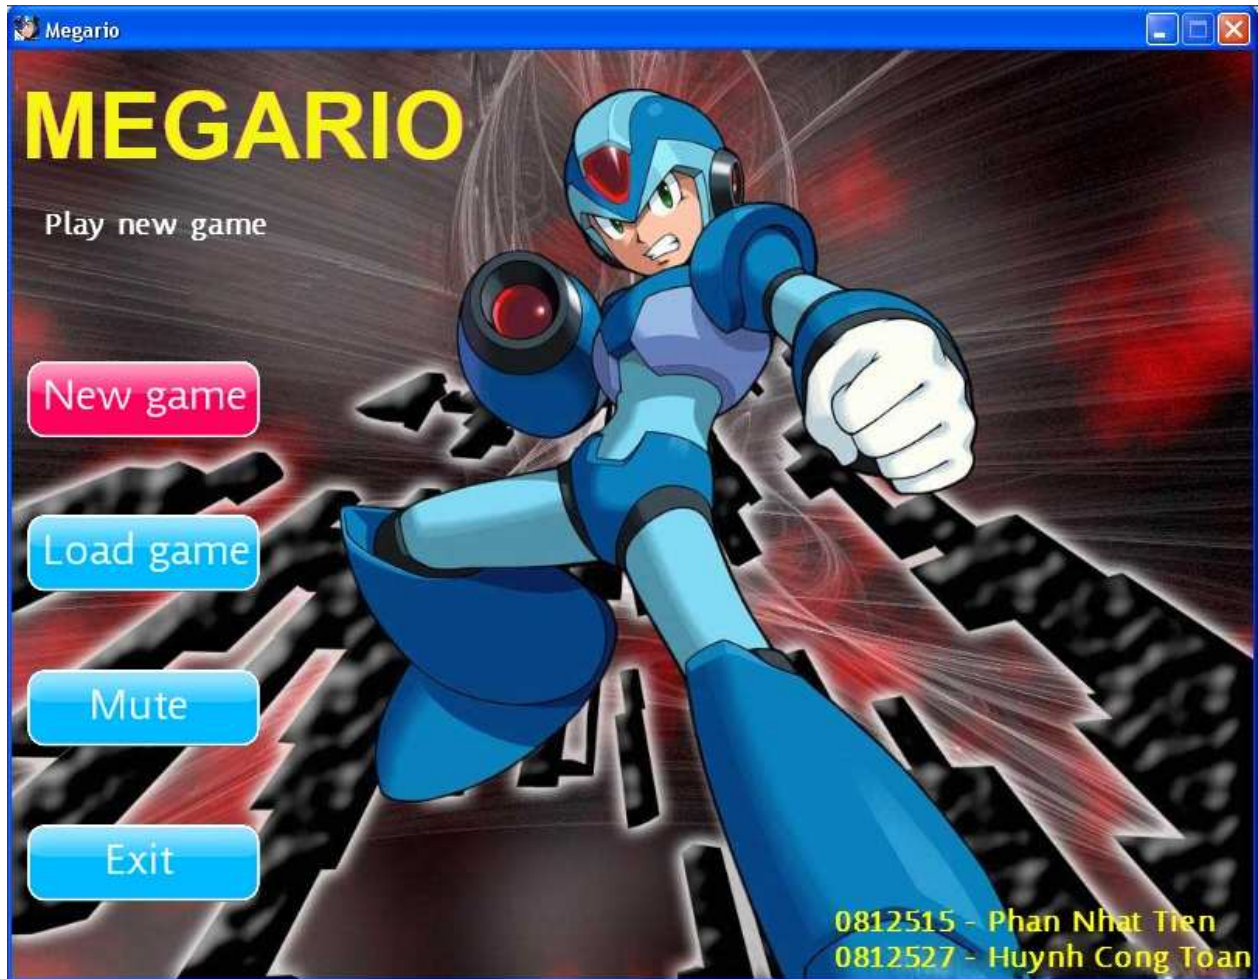 Megario
MEGARIO
Play new game
New game
Load game
Mute
Exit
0812515 - Phan Nhat Tien
0812527 - Huynh Cong Toan